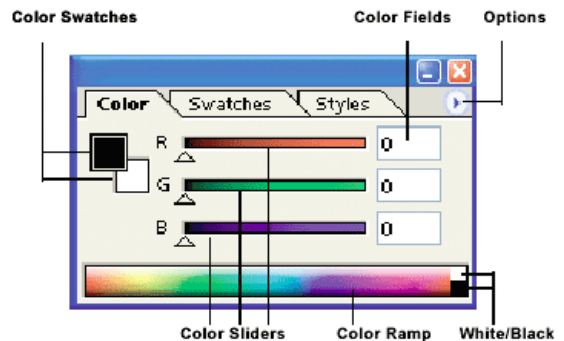 Color Swatches Color Fields Options
Color Swatches Styles
R 0
G 0
B 0
Color Sliders Color Ramp White/Black